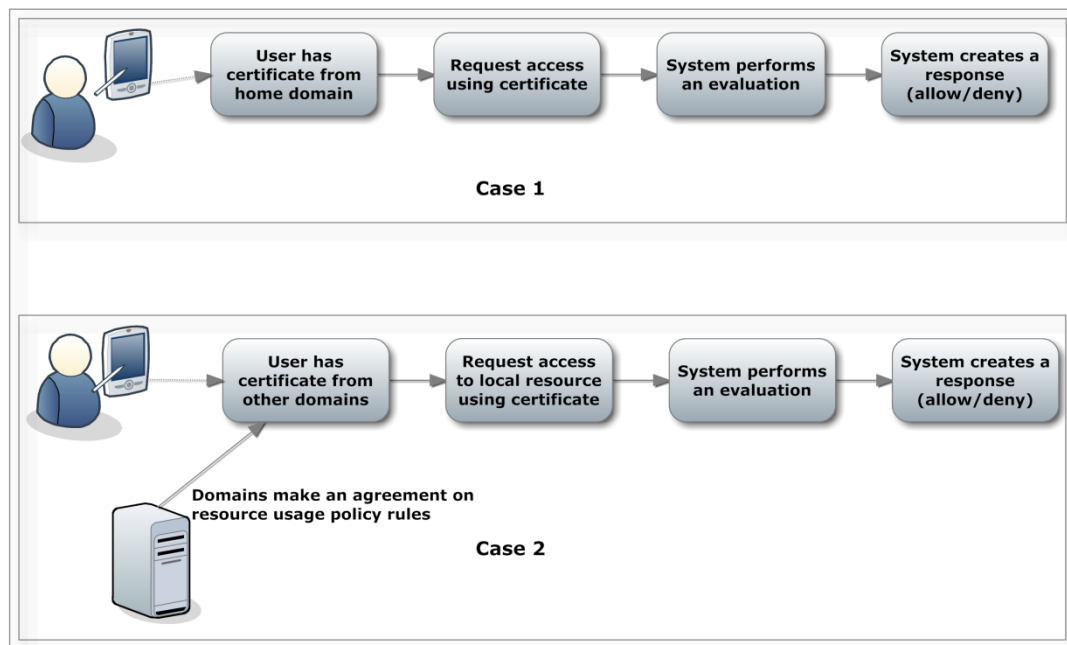 User has
certificate from
home domain
Request access
using certificate
System performs
an evaluation
System creates a
response
(allow/deny)
Case 1
User has
certificate from
other domains
Request access
to local resource
using certificate
System performs
an evaluation
System creates a
response
(allow/deny)
Domains make an agreement on
resource usage policy rules
Case 2